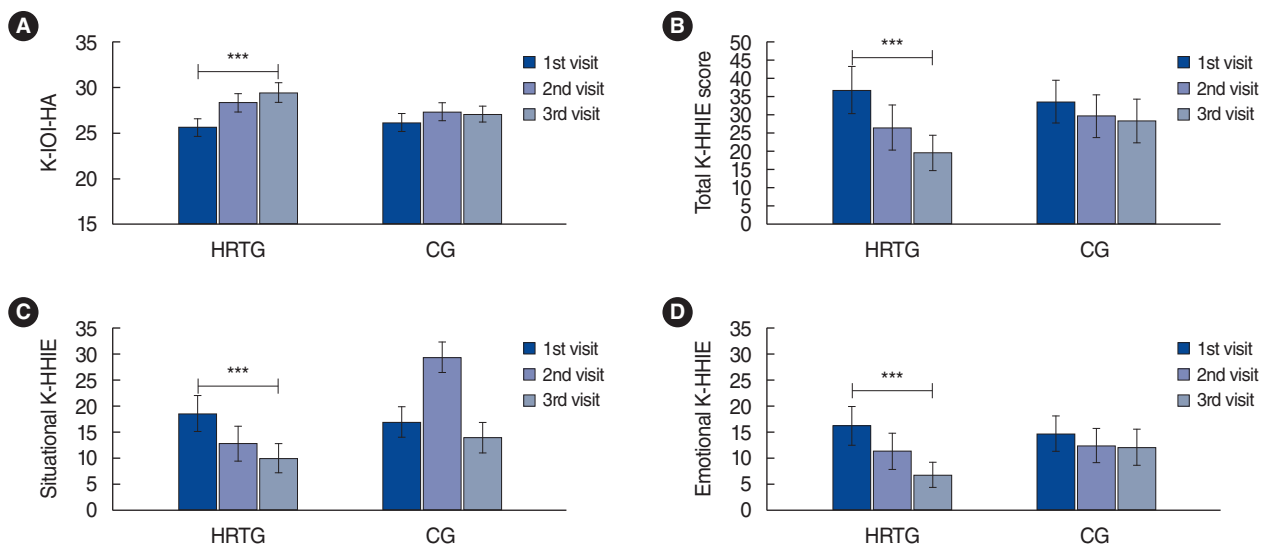 A
K-IOI-HA
35
30
25
20
15
***
HRTG
CG
1st visit
2nd visit
3rd visit
B
Total K-HHIE score
50
45
40
35
30
25
20
15
10
5
0
***
HRTG
CG
1st visit
2nd visit
3rd visit
C
Situational K-HHIE
35
30
25
20
15
10
5
0
***
HRTG
CG
1st visit
2nd visit
3rd visit
D
Emotional K-HHIE
35
30
25
20
15
10
5
0
***
HRTG
CG
1st visit
2nd visit
3rd visit